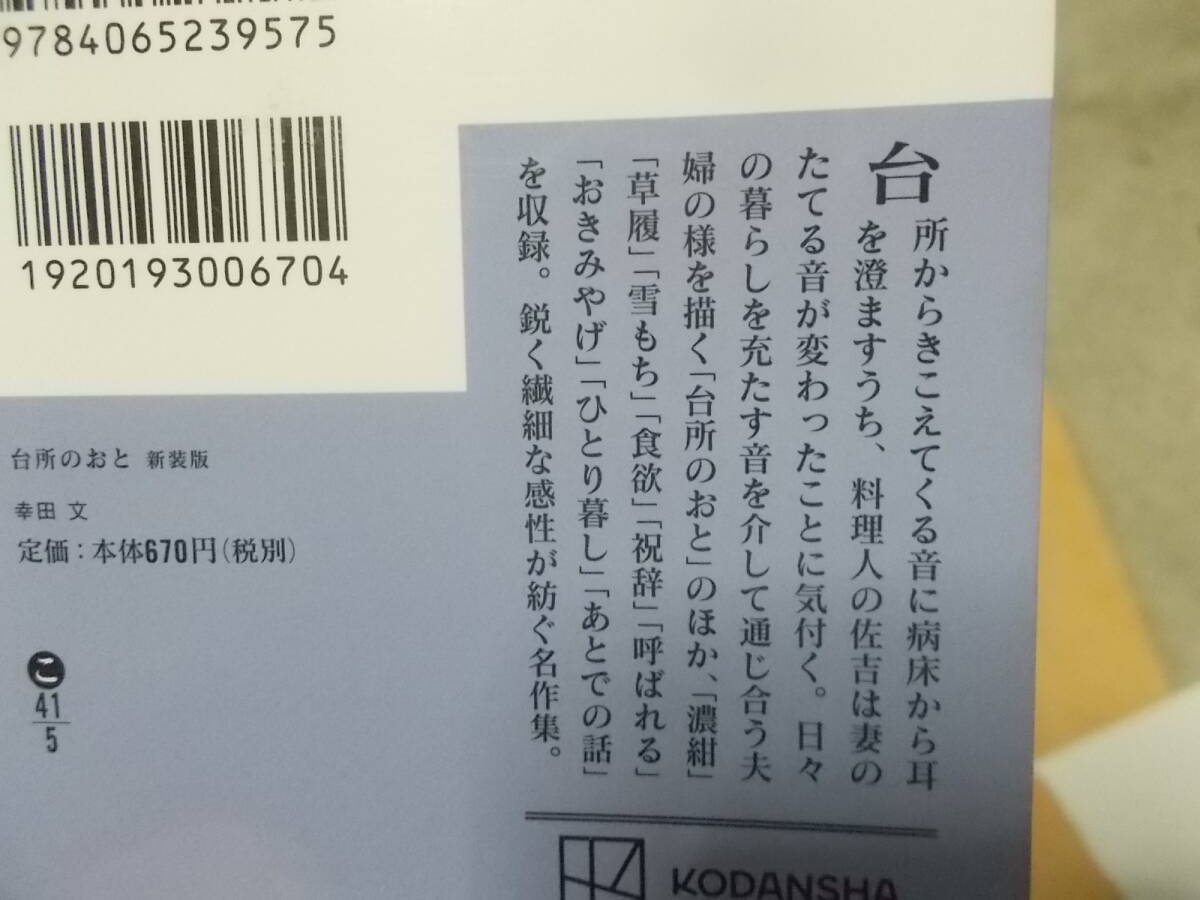 9784065239575
1920193006704
台所のおと 新装版
幸田 文
定価：本体670円（税別）
こ
41
5
台所からきこえてくる音に病床から耳
を澄ますうち、料理人の佐吉は妻の
たてる音が変わったことに気付く。日々
の暮らしを充たす音を介して通じ合う夫
婦の様を描く「台所のおと」のほか、「濃紺」
「草履」「雪もち」「食欲」「祝辞」「呼ばれる」
「おきみやげ」「ひとり暮し」「あとでの話」
を収録。鋭く繊細な感性が紡ぐ名作集。
KODANSHA